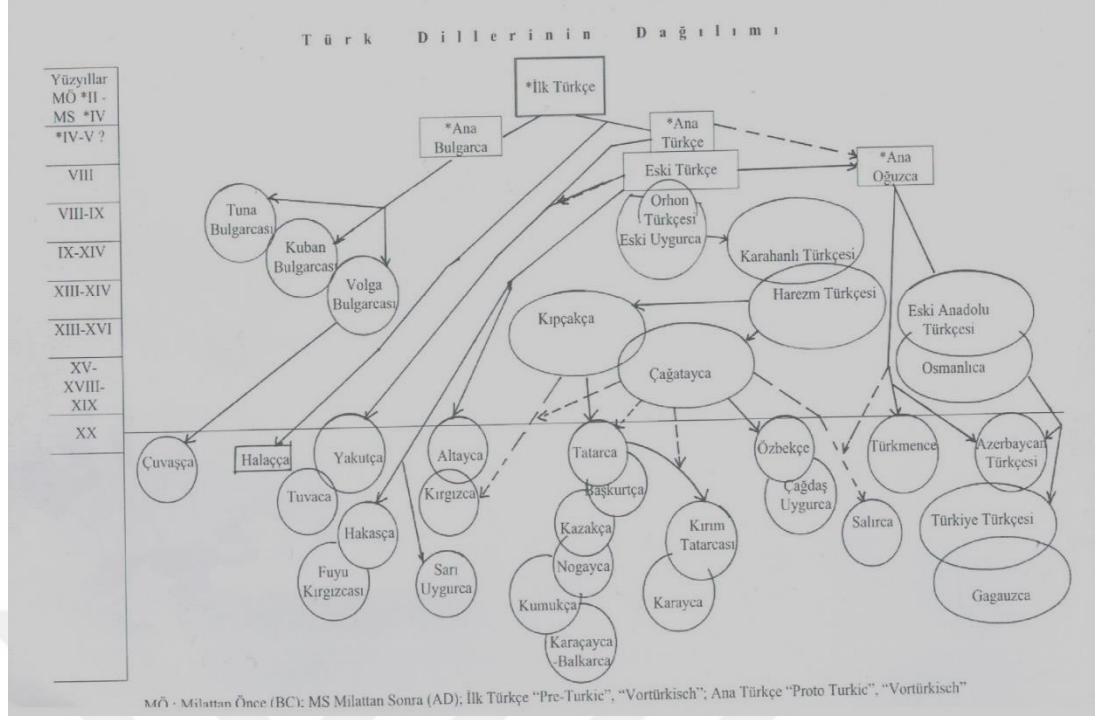 Türk Dillerinin Dağılımı
Yüzyıllar
MÖ *II -
MS *IV
*IV-V ?
VIII
VIII-IX
IX-XIV
XIII-XIV
XIII-XVI
XV-
XVIII-
XIX
XX
*İlk Türkçe
*Ana
Bulgarca
*Ana
Türkçe
Eski Türkçe
*Ana
Oğuzca
Tuna
Bulgarcası
Kuban
Bulgarcası
Volga
Bulgarcası
Orhon
Türkçesi
Eski Uygurca
Karahanlı Türkçesi
Harezm Türkçesi
Kıpçakça
Çağatayca
Eski Anadolu
Türkçesi
Osmanlıca
Çuvaşça
Halaçça
Yakutça
Tuvaca
Hakasça
Fuyu
Kırgızcası
Altayca
Kırgızca
Sarı
Uygurca
Tatarca
Başkurtça
Kazakça
Nogayca
Kumukça
Karaçayca
-Balkarca
Kırım
Tatarcası
Karayca
Özbekçe
Çağdaş
Uygurca
Salırca
Türkmence
Azerbaycan
Türkçesi
Türkiye Türkçesi
Gagauzca
MÖ : Milattan Önce (BC); MS Milattan Sonra (AD); İlk Türkçe “Pre-Turkic”, “Vortürkisch”; Ana Türkçe “Proto Turkic”, “Vortürkisch”